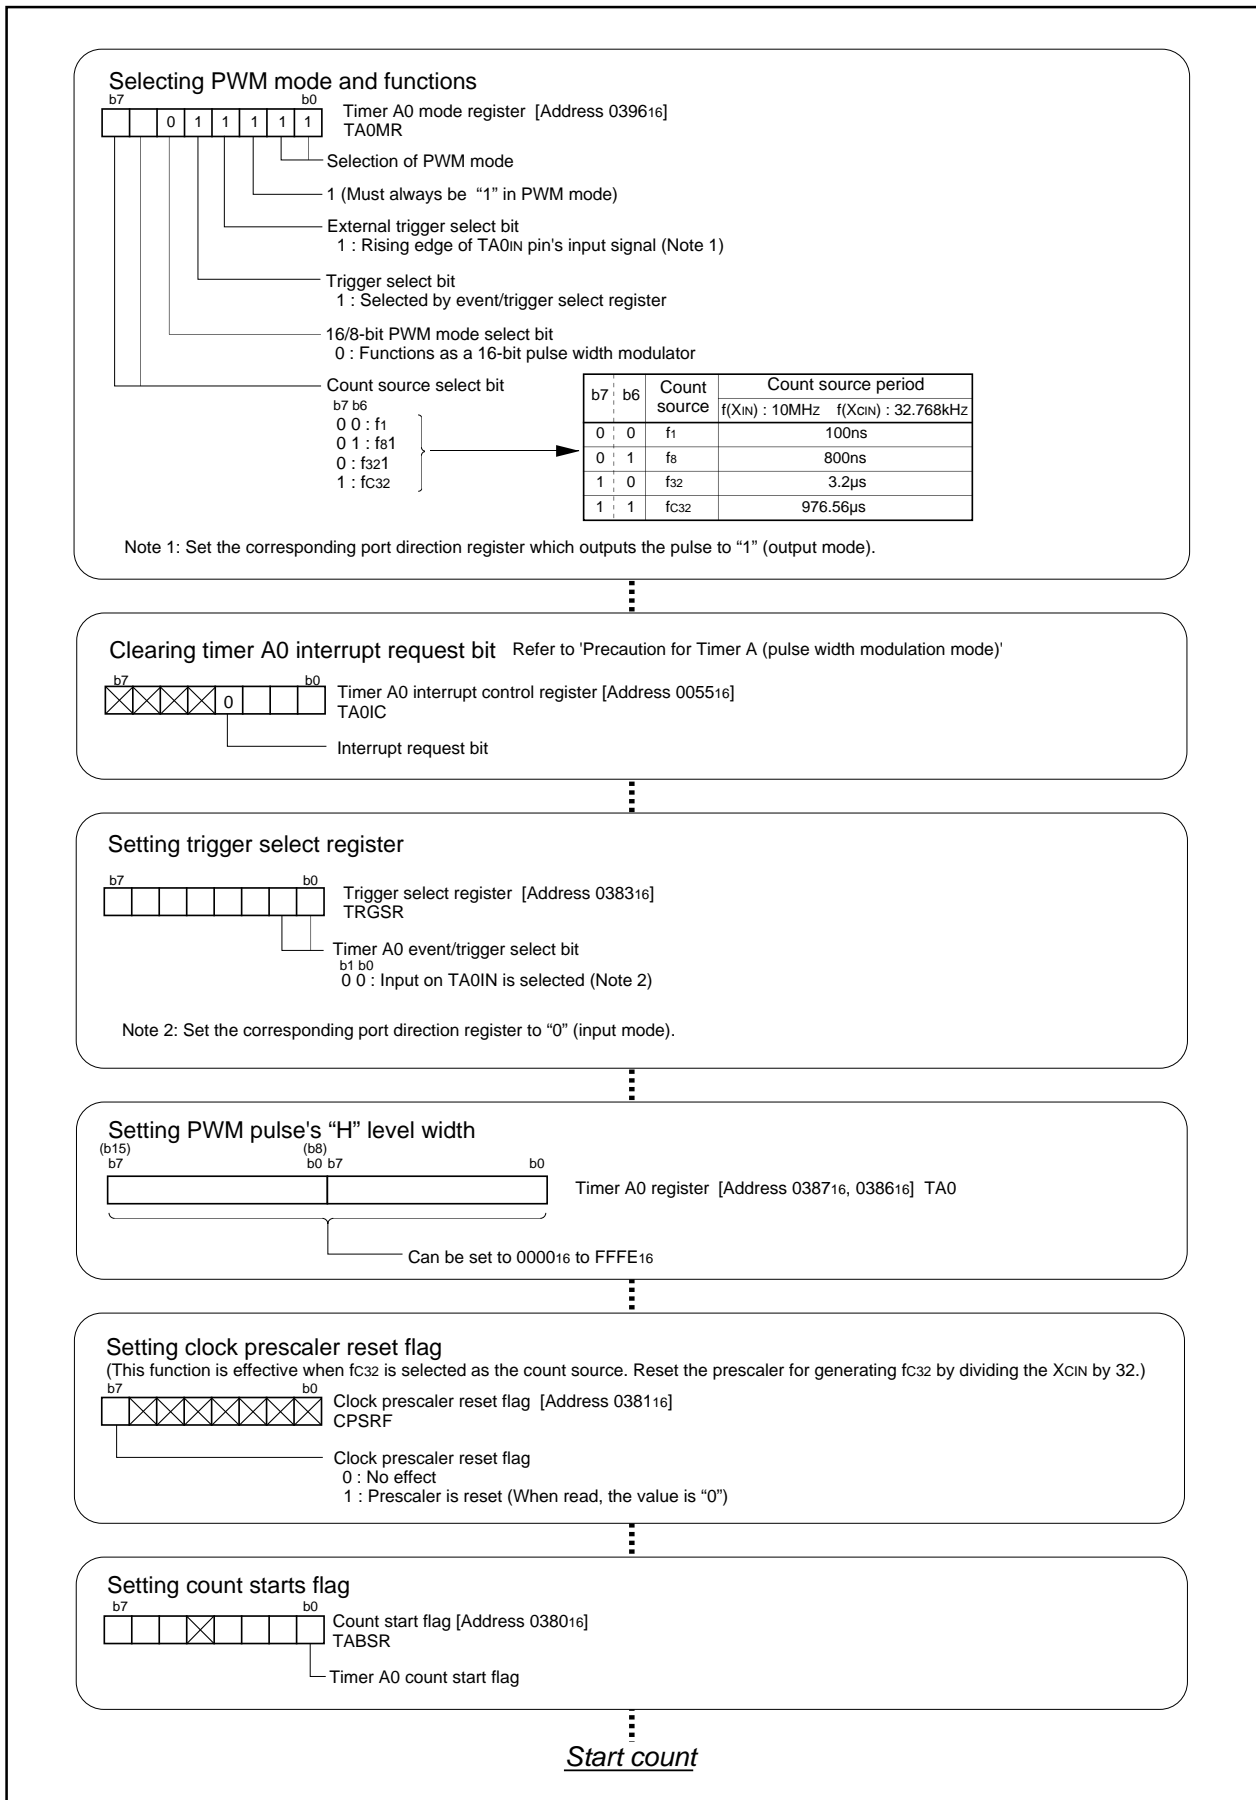 Selecting PWM mode and functions
b7 b0
0 1 1 1 1 1
Timer A0 mode register [Address 039616]
TA0MR
Selection of PWM mode
1 (Must always be “1” in PWM mode)
External trigger select bit
1 : Rising edge of TA0IN pin's input signal (Note 1)
Trigger select bit
1 : Selected by event/trigger select register
16/8-bit PWM mode select bit
0 : Functions as a 16-bit pulse width modulator
Count source select bit
b7 b6
0 0 : f1
0 1 : f81
0 : f321
1 : fC32
b7 b6 Count source Count source period
f(XIN) : 10MHz f(XCIN) : 32.768kHz
0 0 f1 100ns
0 1 f8 800ns
1 0 f32 3.2µs
1 1 fC32 976.56µs
Note 1: Set the corresponding port direction register which outputs the pulse to “1” (output mode).
Clearing timer A0 interrupt request bit Refer to 'Precaution for Timer A (pulse width modulation mode)'
b7 b0
0
Timer A0 interrupt control register [Address 005516]
TA0IC
Interrupt request bit
Setting trigger select register
b7 b0
Trigger select register [Address 038316]
TRGSR
Timer A0 event/trigger select bit
b1 b0
0 0 : Input on TA0IN is selected (Note 2)
Note 2: Set the corresponding port direction register to “0” (input mode).
Setting PWM pulse's “H” level width
(b15) (b8)
b7 b0 b7 b0
Timer A0 register [Address 038716, 038616] TA0
Can be set to 000016 to FFFE16
Setting clock prescaler reset flag
(This function is effective when fC32 is selected as the count source. Reset the prescaler for generating fC32 by dividing the XCIN by 32.)
b7 b0
Clock prescaler reset flag [Address 038116]
CPSRF
Clock prescaler reset flag
0 : No effect
1 : Prescaler is reset (When read, the value is “0”)
Setting count starts flag
b7 b0
Count start flag [Address 038016]
TABSR
Timer A0 count start flag
Start count